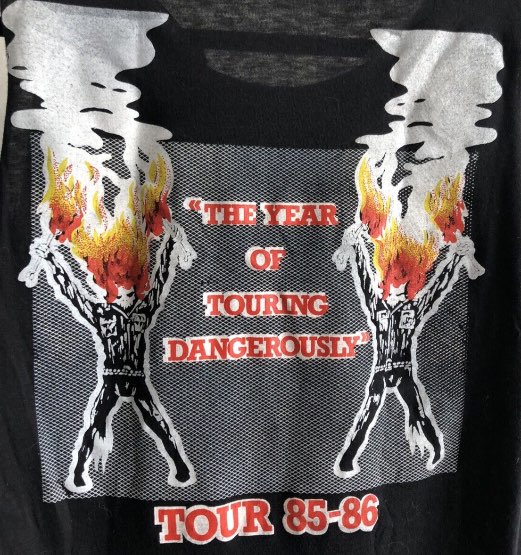 "THE YEAR
OF
TOURING
DANGEROUSLY"
TOUR 85-86